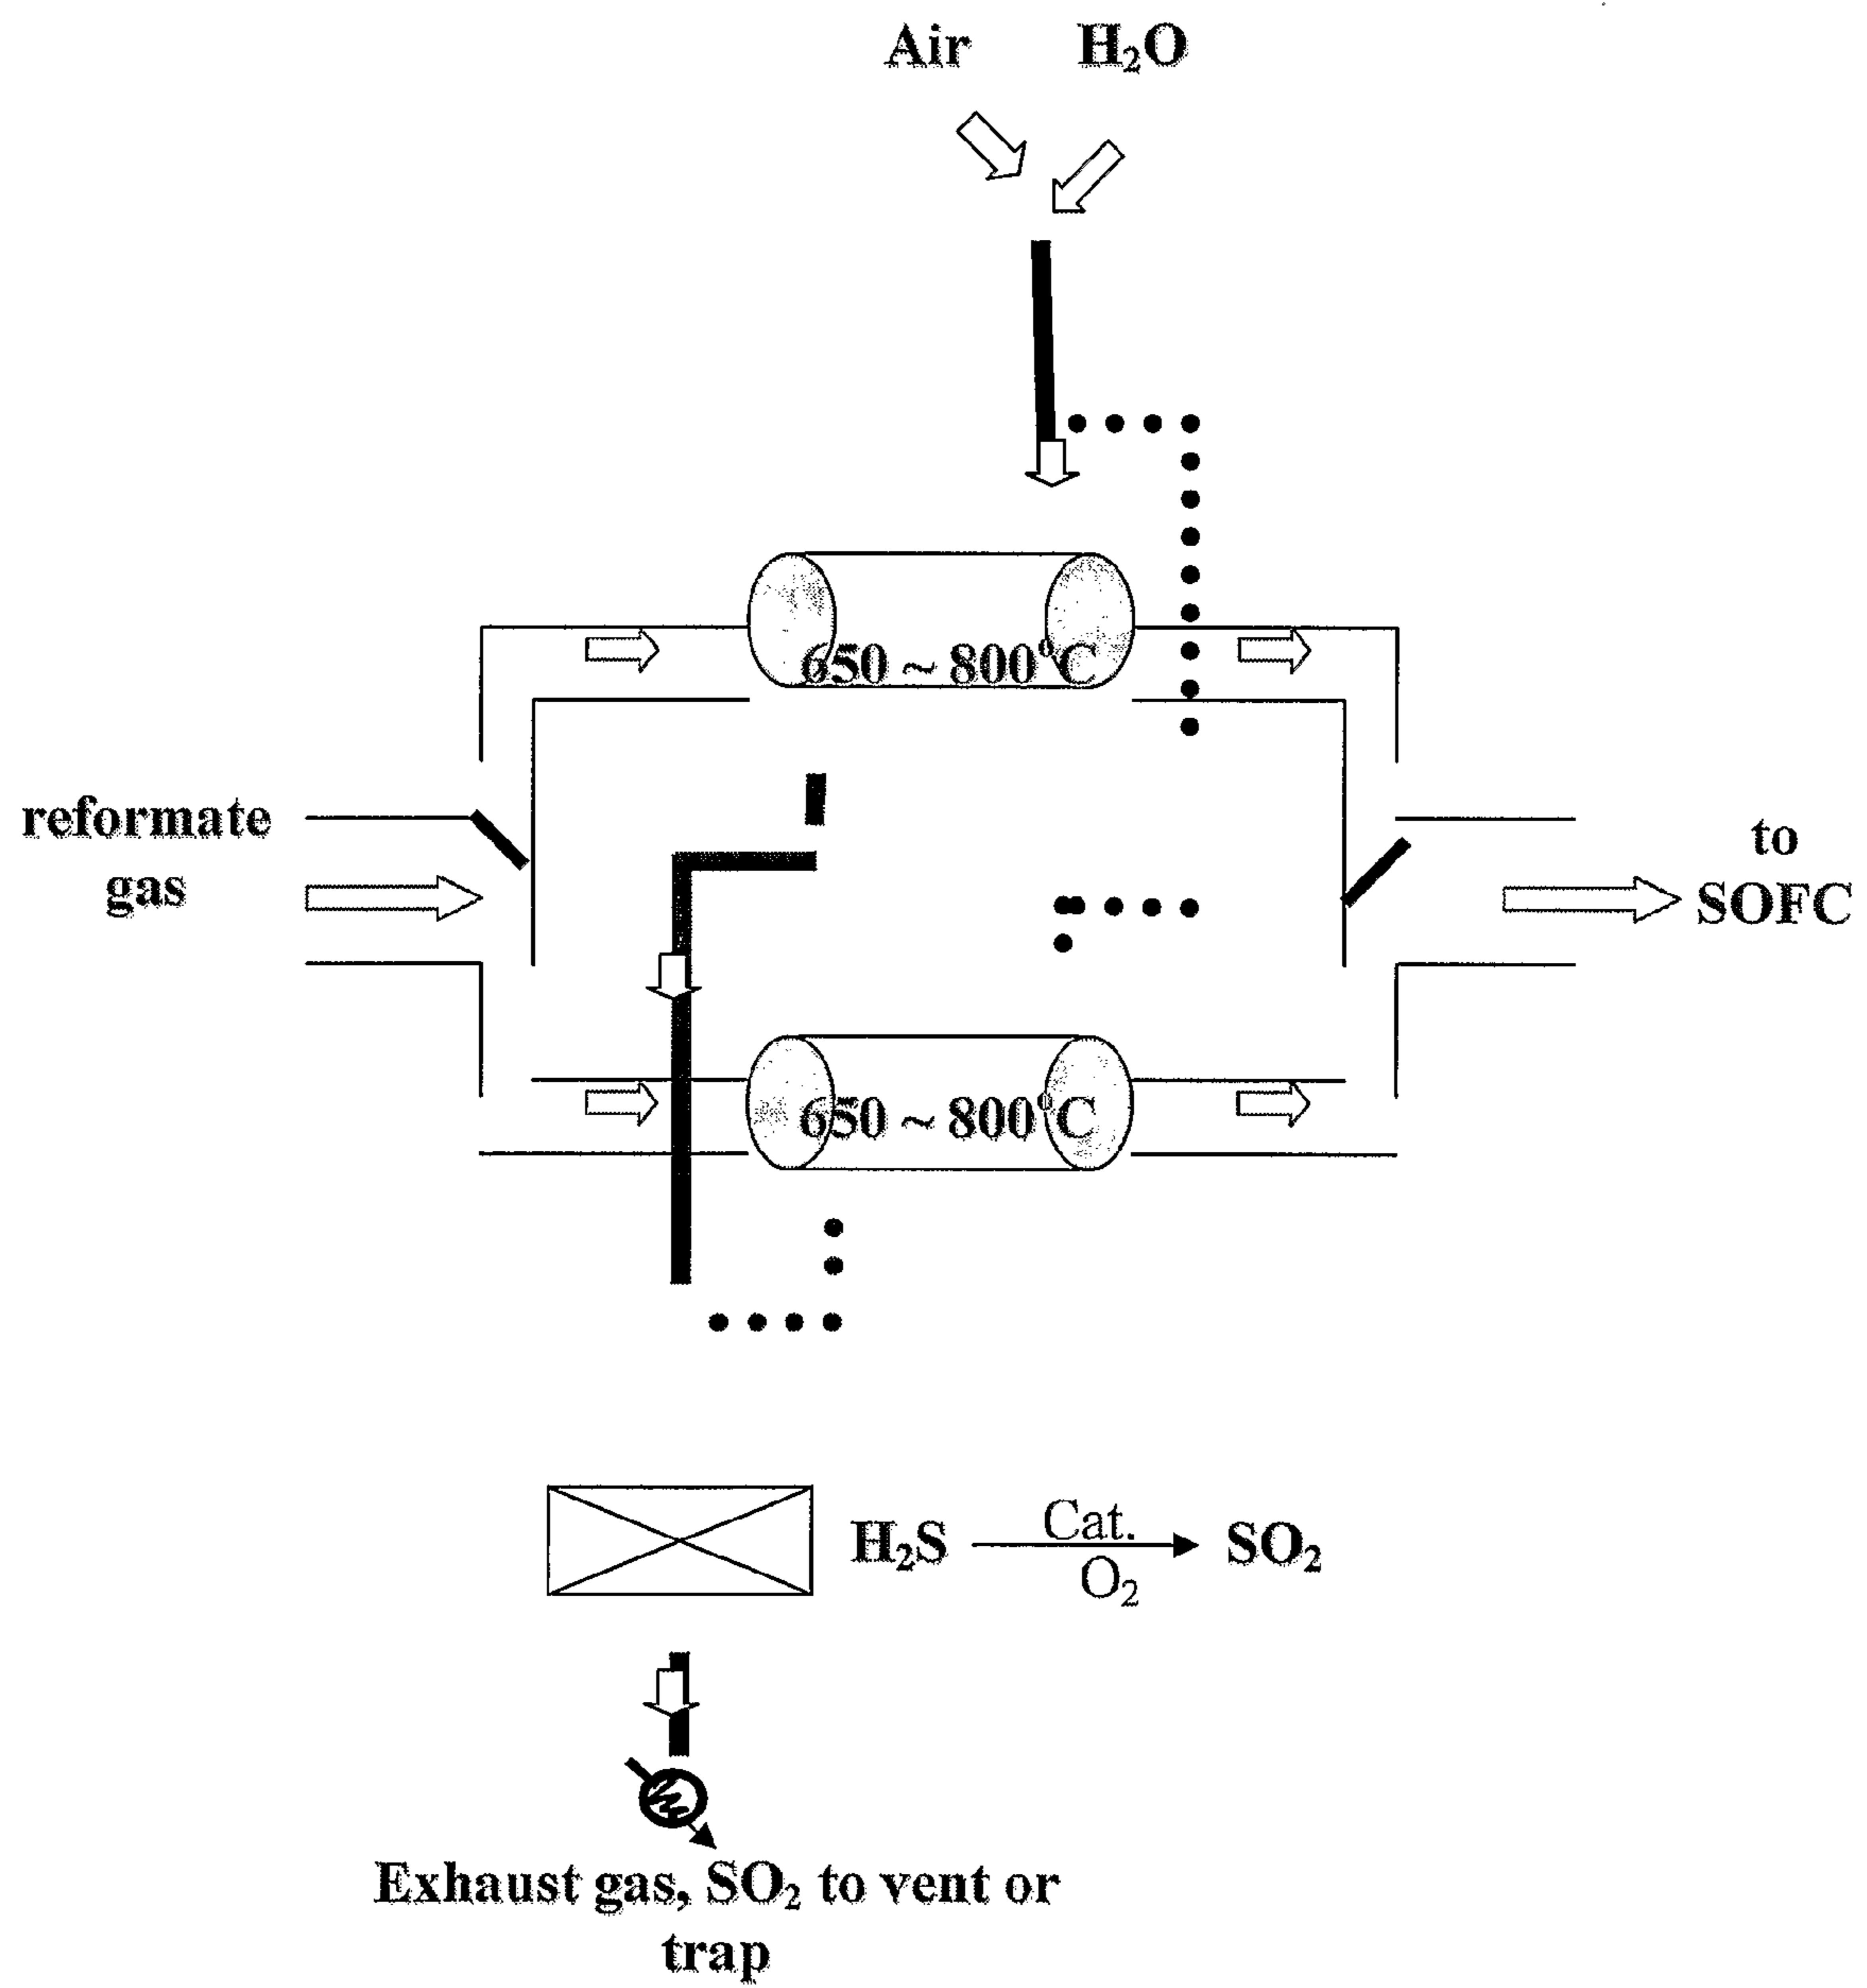 Air H₂O
650 ~ 800°C
reformate
gas
to
SOFC
650 ~ 800°C
H₂S Cat. O₂ SO₂
Exhaust gas, SO₂ to vent or
trap